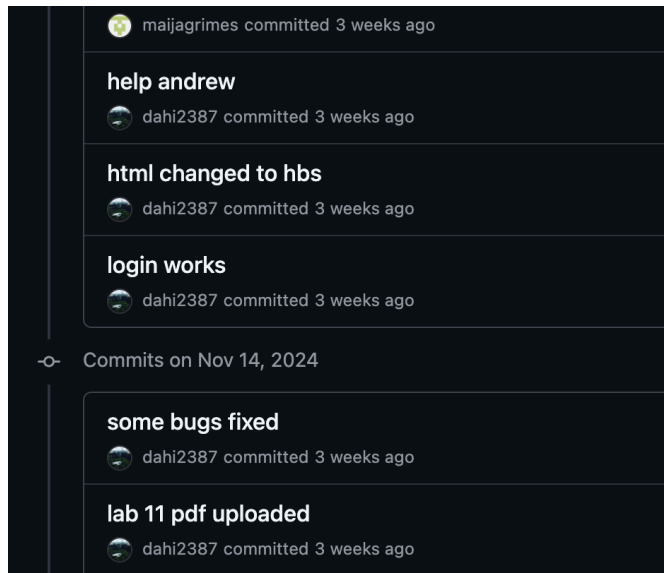 maijagrimes committed 3 weeks ago
help andrew
dahi2387 committed 3 weeks ago
html changed to hbs
dahi2387 committed 3 weeks ago
login works
dahi2387 committed 3 weeks ago
Commits on Nov 14, 2024
some bugs fixed
dahi2387 committed 3 weeks ago
lab 11 pdf uploaded
dahi2387 committed 3 weeks ago